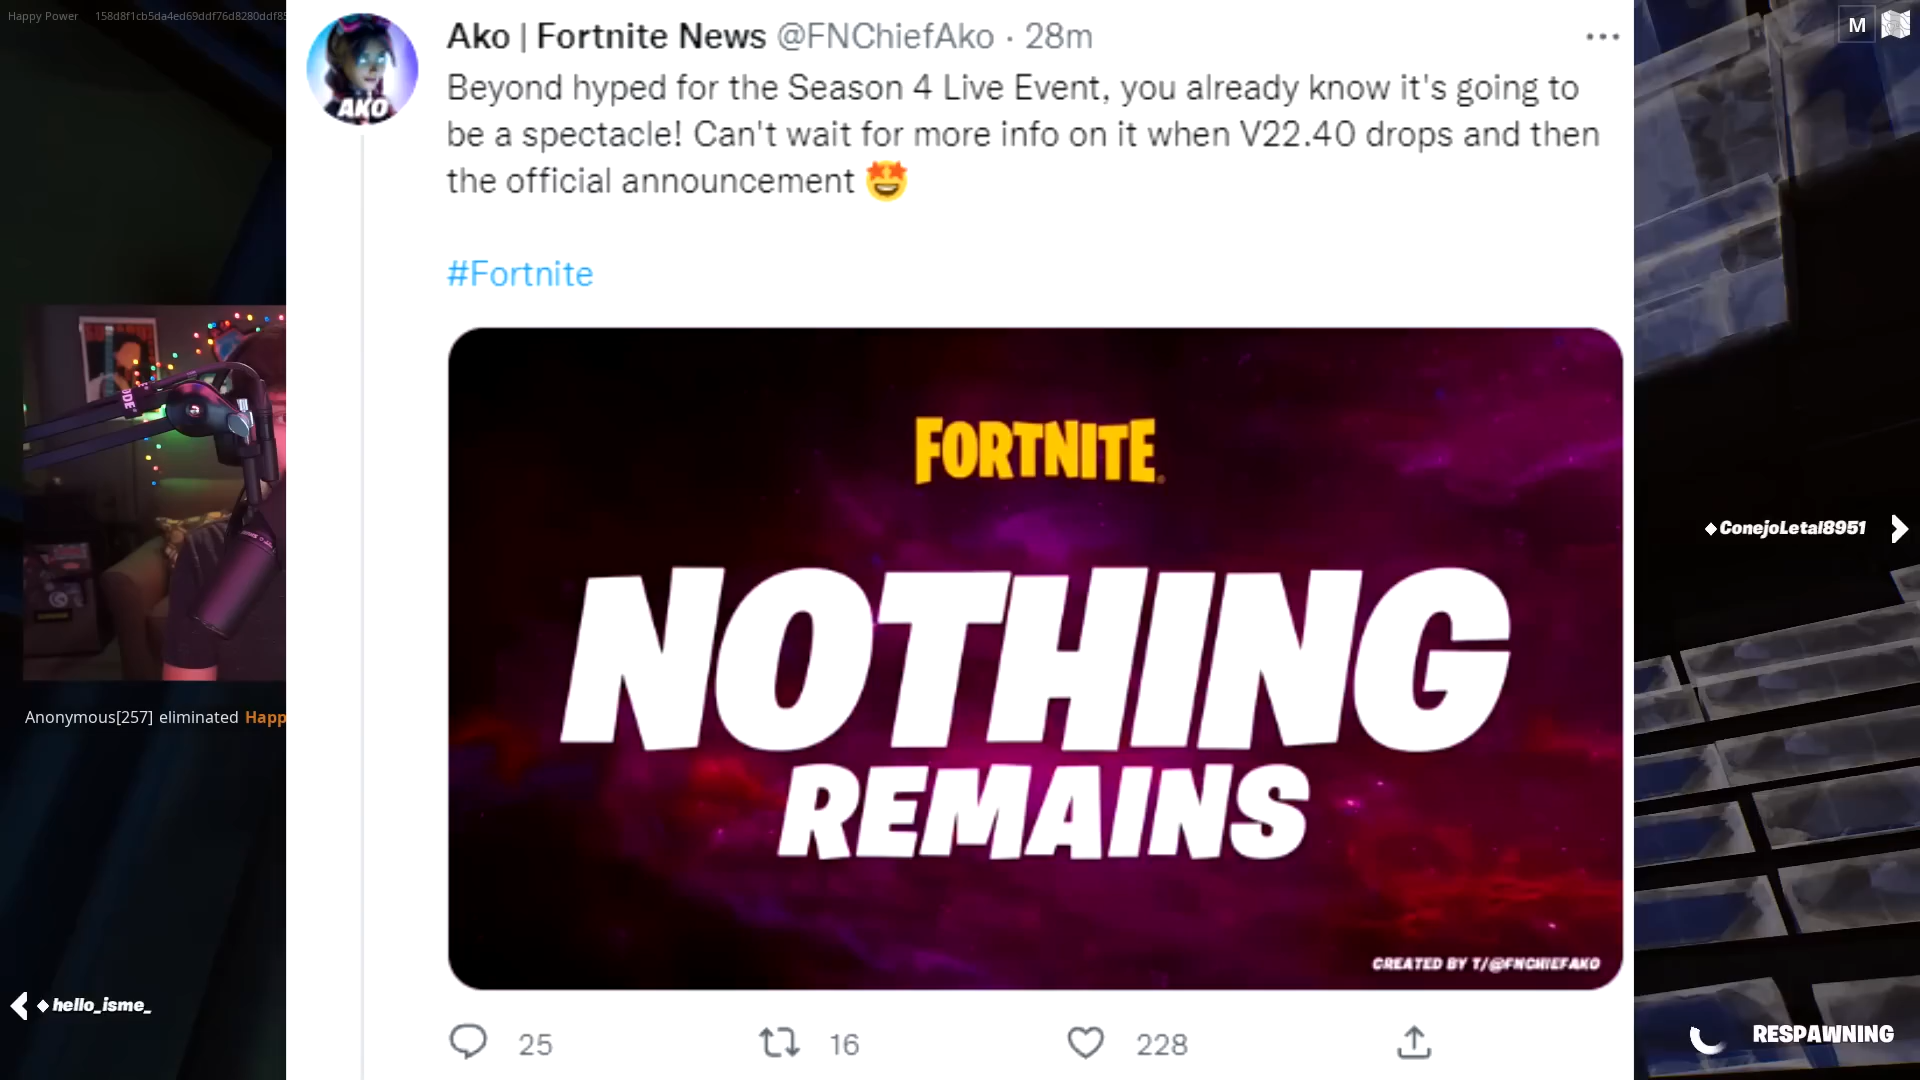 Happy Power 158d8f1cb5da4ed69ddf76d8280ddf85
M
Ako | Fortnite News @FNChiefAko · 28m
AKO
Beyond hyped for the Season 4 Live Event, you already know it's going to
be a spectacle! Can't wait for more info on it when V22.40 drops and then
the official announcement 🤩
#Fortnite
FORTNITE
NOTHING
REMAINS
CREATED BY T/@FNCHIEFAKO
25 16 228
Anonymous[257] eliminated Happ
ConejoLetal8951
hello_isme_
RESPAWNING